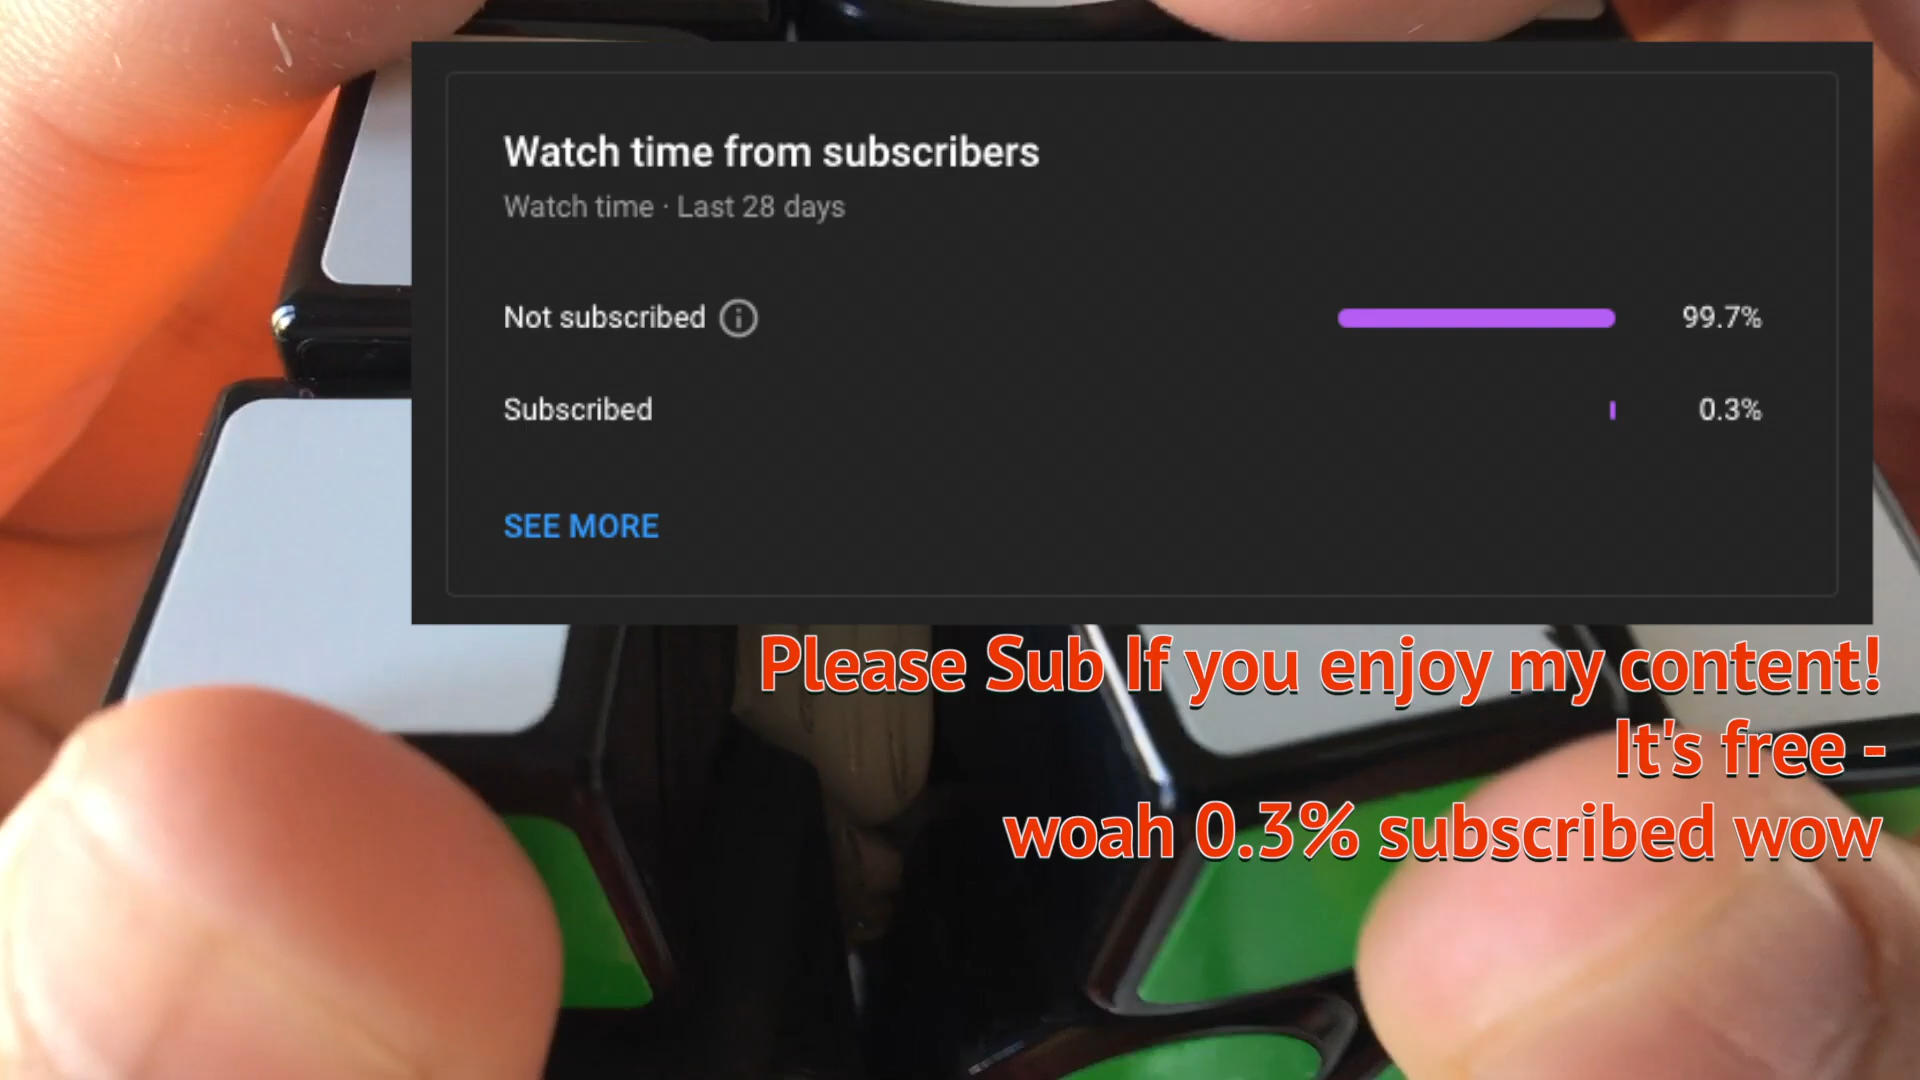 Watch time from subscribers
Watch time · Last 28 days
Not subscribed 99.7%
Subscribed 0.3%
SEE MORE
Please Sub If you enjoy my content!
It's free -
woah 0.3% subscribed wow